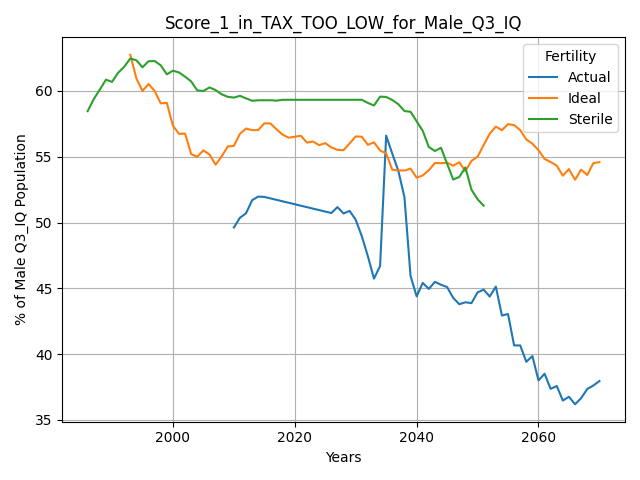 Score_1_in_TAX_TOO_LOW_for_Male_Q3_IQ
Fertility
Actual
Ideal
Sterile
% of Male Q3_IQ Population
60
55
50
45
40
35
2000 2020 2040 2060
Years